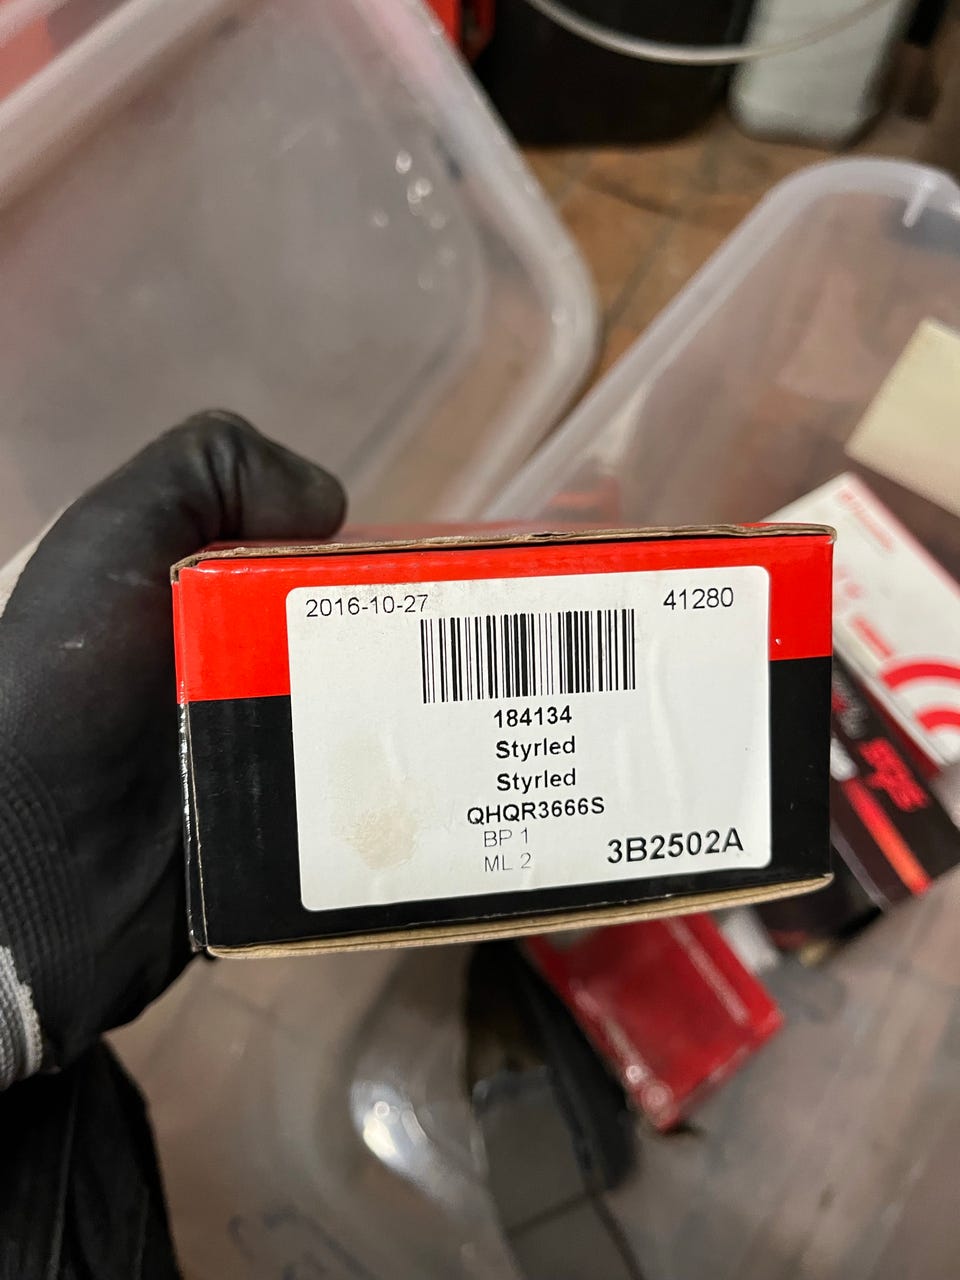 2016-10-27
41280
184134
Styrled
Styrled
QHQR3666S
BP 1
ML 2
3B2502A